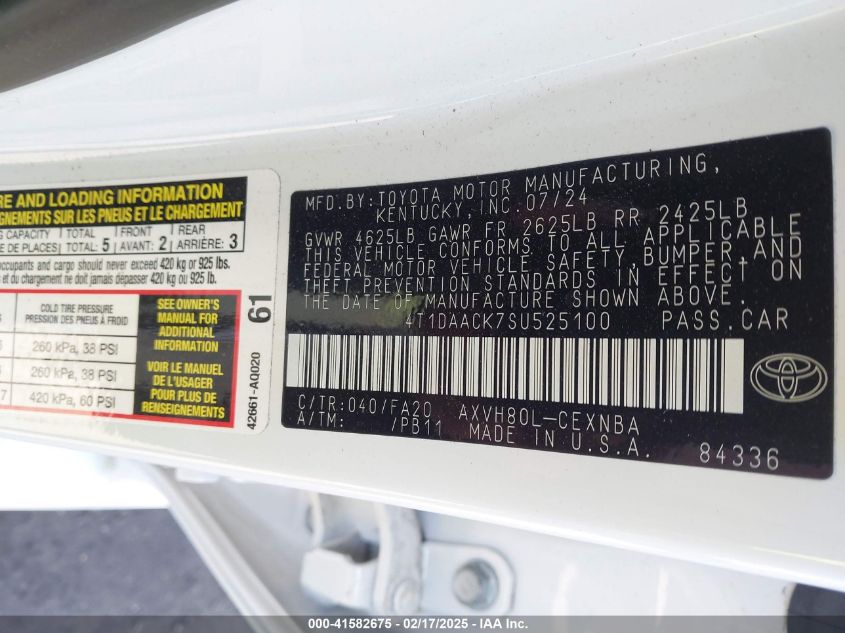 RE AND LOADING INFORMATION
GNEMENTS SUR LES PNEUS ET LE CHARGEMENT
G CAPACITY TOTAL FRONT REAR
E DE PLACES TOTAL: 5 AVANT: 2 ARRIÈRE: 3
occupants and cargo should never exceed 420 kg or 925 lbs.
et du chargement ne doit jamais dépasser 420 kg ou 925 lb.
COLD TIRE PRESSURE
PRESSION DES PNEUS À FROID
260 kPa, 38 PSI
260 kPa, 38 PSI
420 kPa, 60 PSI
SEE OWNER'S
MANUAL FOR
ADDITIONAL
INFORMATION
VOIR LE MANUEL
DE L'USAGER
POUR PLUS DE
RENSEIGNEMENTS
61
42661-AQ020
MFD.BY:TOYOTA MOTOR MANUFACTURING,
KENTUCKY, INC.07/24
GVWR 4625LB GAWR FR 2625LB RR 2425LB
THIS VEHICLE CONFORMS TO ALL APPLICABLE
FEDERAL MOTOR VEHICLE SAFETY, BUMPER, AND
THEFT PREVENTION STANDARDS IN EFFECT ON
THE DATE OF MANUFACTURE SHOWN ABOVE.
4T1DAACK7SU525100 PASS.CAR
C/TR:040/FA20 AXVH80L-CEXNBA
A/TM: /PB11 MADE IN U.S.A.
84336
000-41582675 - 02/17/2025 - IAA Inc.